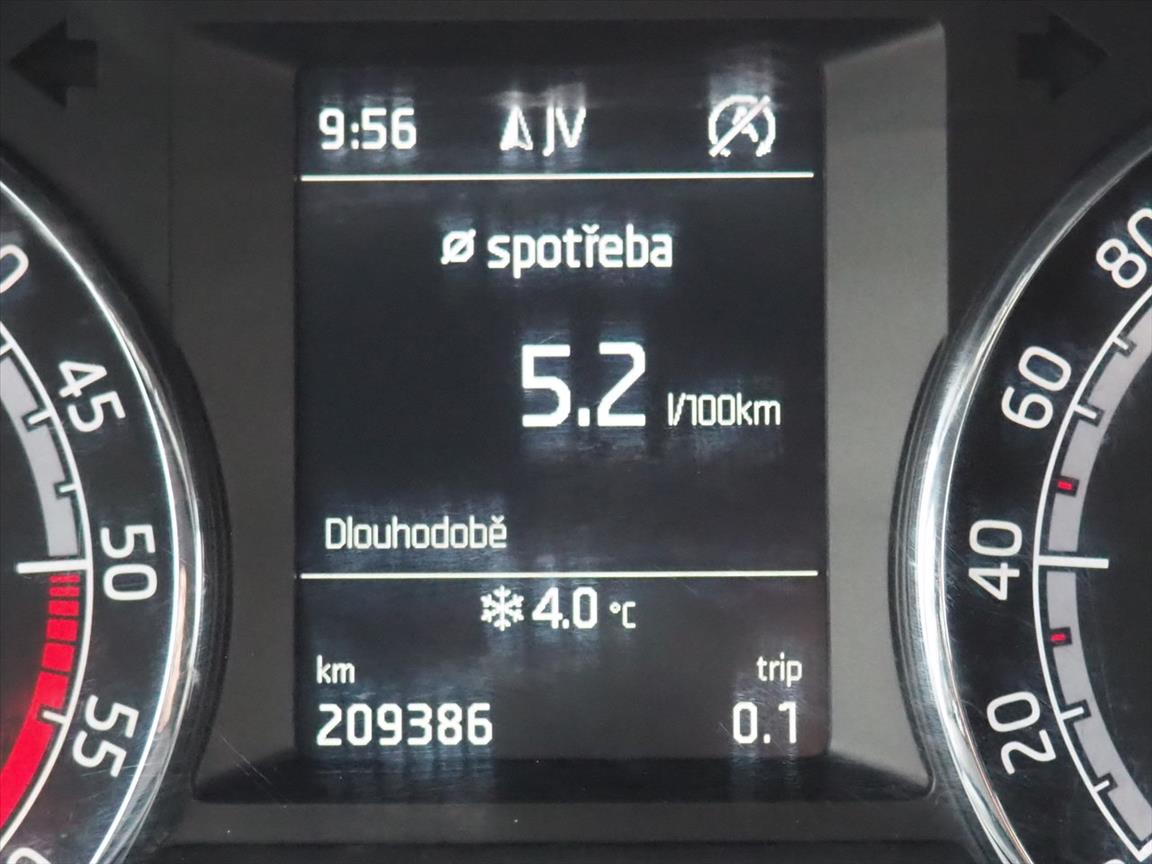 9:56 JV
Ø spotřeba
5.2 l/100km
Dlouhodobě
4.0 °C
km trip
209386 0.1
45
50
55
80
60
40
20